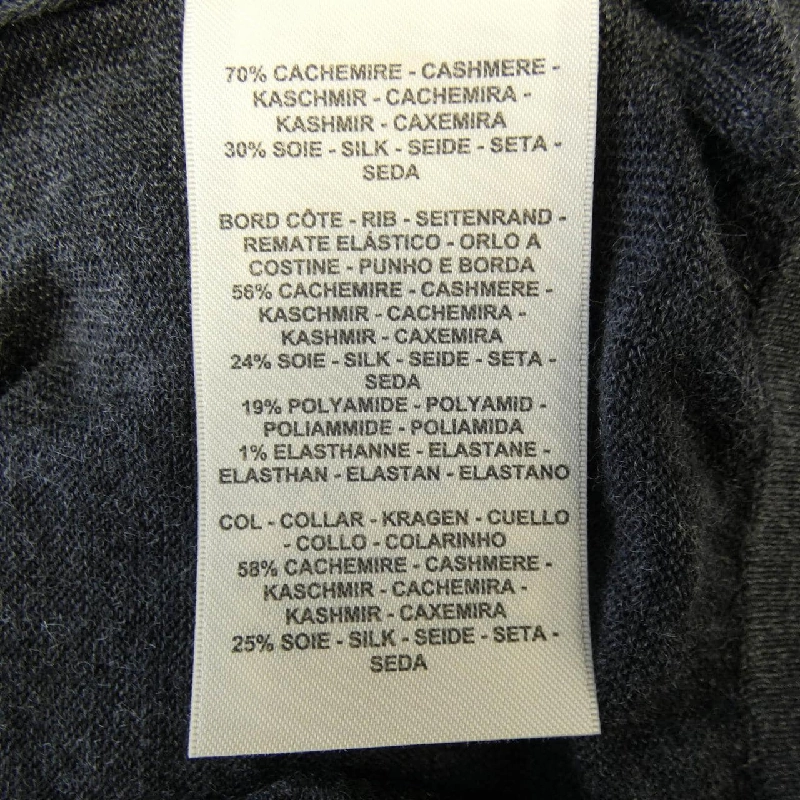 70% CACHEMIRE - CASHMERE -
KASCHMIR - CACHEMIRA -
KASHMIR - CAXEMIRA
30% SOIE - SILK - SEIDE - SETA -
SEDA
BORD CÔTE - RIB - SEITENRAND -
REMATE ELÁSTICO - ORLO A
COSTINE - PUNHO E BORDA
56% CACHEMIRE - CASHMERE -
KASCHMIR - CACHEMIRA -
KASHMIR - CAXEMIRA
24% SOIE - SILK - SEIDE - SETA -
SEDA
19% POLYAMIDE - POLYAMID -
POLIAMMIDE - POLIAMIDA
1% ELASTHANNE - ELASTANE -
ELASTHAN - ELASTAN - ELASTANO
COL - COLLAR - KRAGEN - CUELLO
- COLLO - COLARINHO
58% CACHEMIRE - CASHMERE -
KASCHMIR - CACHEMIRA -
KASHMIR - CAXEMIRA
25% SOIE - SILK - SEIDE - SETA -
SEDA